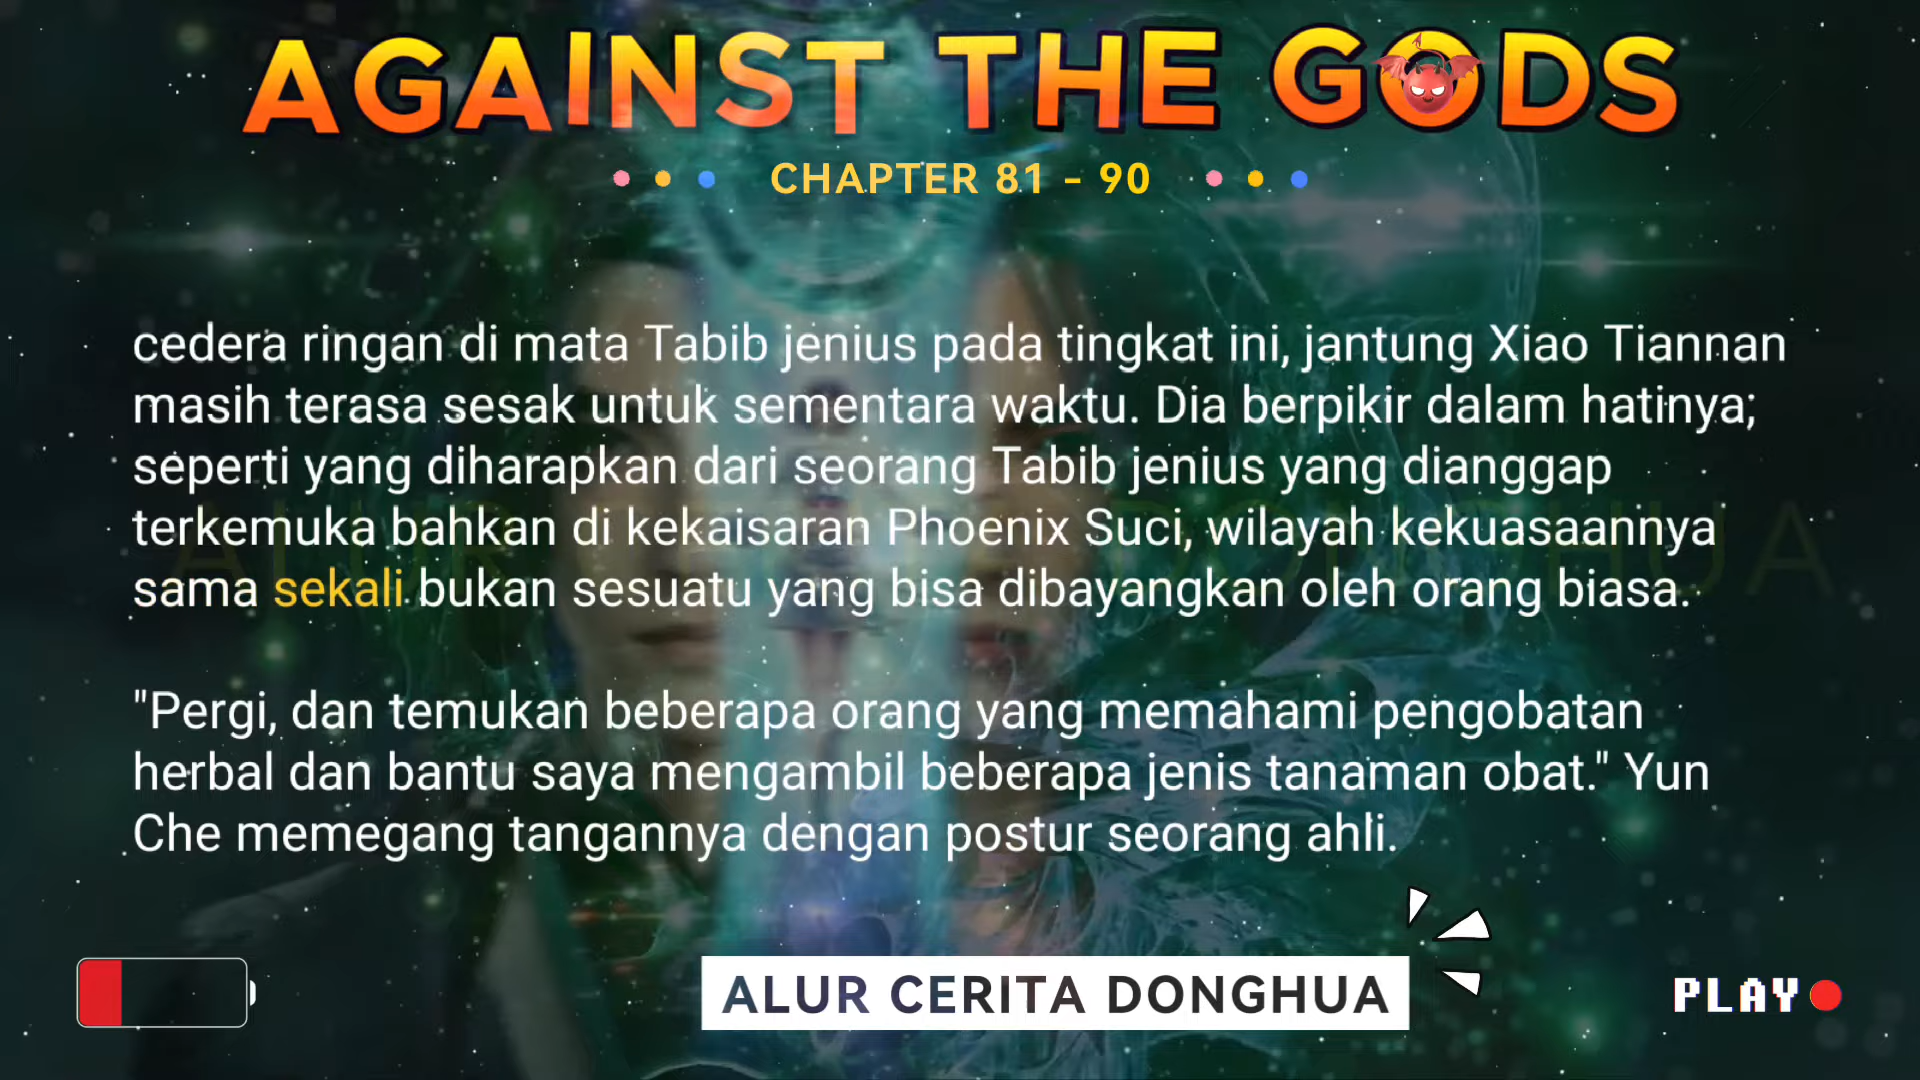 AGAINST THE GODS
CHAPTER 81 - 90
cedera ringan di mata Tabib jenius pada tingkat ini, jantung Xiao Tiannan
masih terasa sesak untuk sementara waktu. Dia berpikir dalam hatinya;
seperti yang diharapkan dari seorang Tabib jenius yang dianggap
terkemuka bahkan di kekaisaran Phoenix Suci, wilayah kekuasaannya
sama sekali bukan sesuatu yang bisa dibayangkan oleh orang biasa.
"Pergi, dan temukan beberapa orang yang memahami pengobatan
herbal dan bantu saya mengambil beberapa jenis tanaman obat." Yun
Che memegang tangannya dengan postur seorang ahli.
ALUR CERITA DONGHUA
PLAY